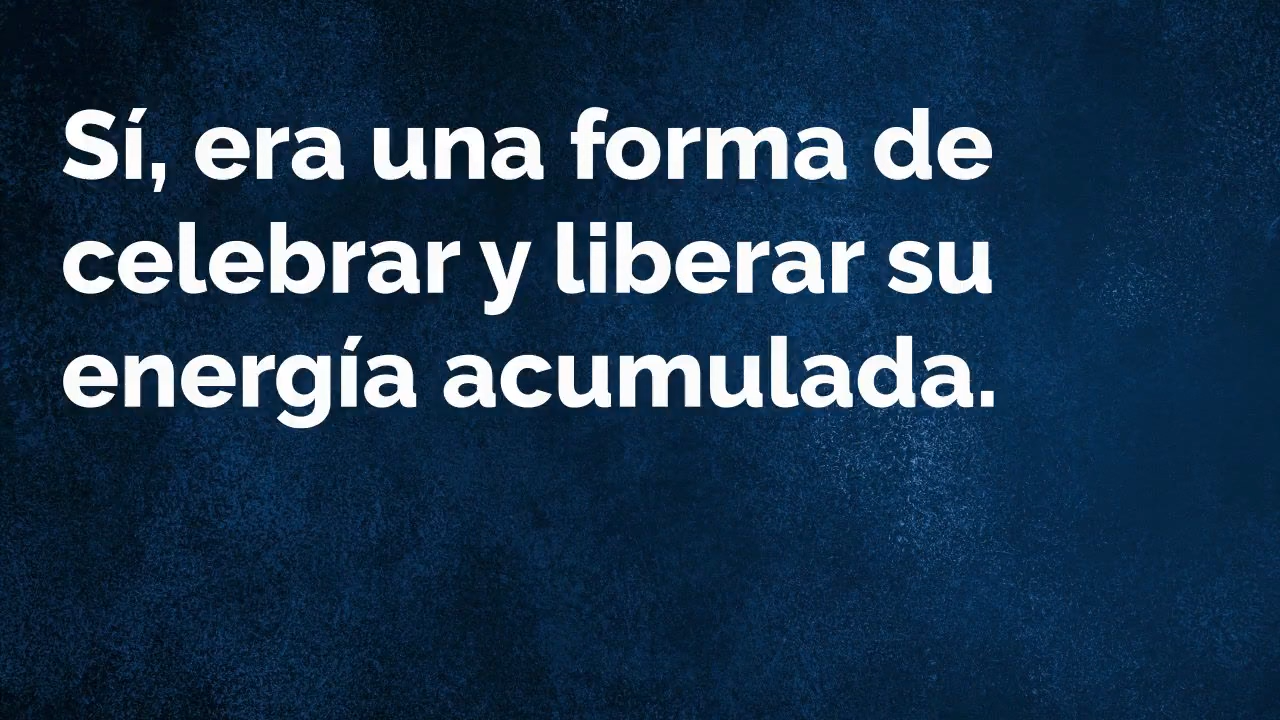 Sí, era una forma de
celebrar y liberar su
energía acumulada.